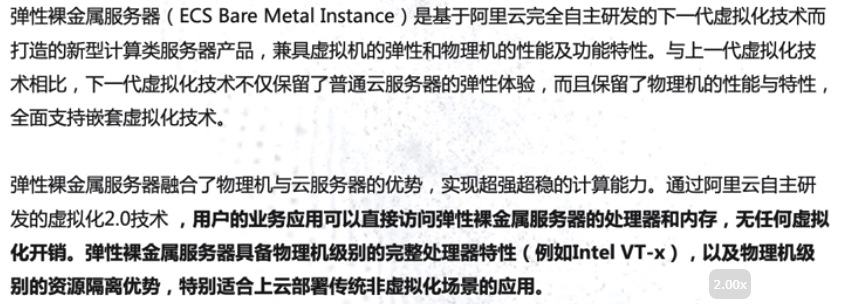 弹性裸金属服务器（ECS Bare Metal Instance）是基于阿里云完全自主研发的下一代虚拟化技术而
打造的新型计算类服务器产品，兼具虚拟机的弹性和物理机的性能及功能特性。与上一代虚拟化技
术相比，下一代虚拟化技术不仅保留了普通云服务器的弹性体验，而且保留了物理机的性能与特性，
全面支持嵌套虚拟化技术。
弹性裸金属服务器融合了物理机与云服务器的优势，实现超强超稳的计算能力。通过阿里云自主研
发的虚拟化2.0技术 ，用户的业务应用可以直接访问弹性裸金属服务器的处理器和内存，无任何虚拟
化开销。弹性裸金属服务器具备物理机级别的完整处理器特性（例如Intel VT-x），以及物理机级
别的资源隔离优势，特别适合上云部署传统非虚拟化场景的应用。
2.00x